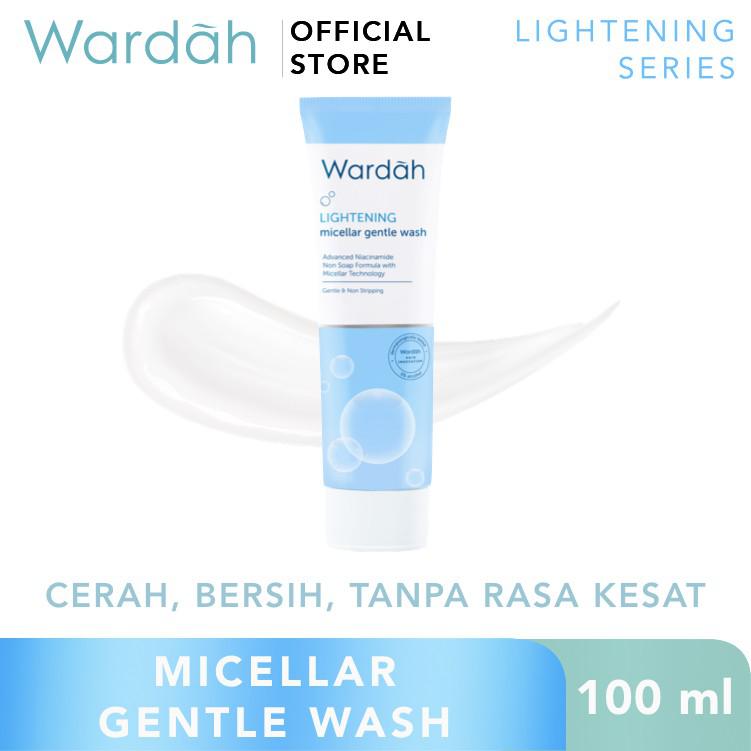 Wardah
OFFICIAL
STORE
LIGHTENING
SERIES
Wardah
LIGHTENING
micellar gentle wash
Advanced Niacinamide
Non Soap Formula with
Micellar Technology
Gentle & Non Stripping
Wardah
CERAH, BERSIH, TANPA RASA KESAT
MICELLAR
GENTLE WASH
100 ml